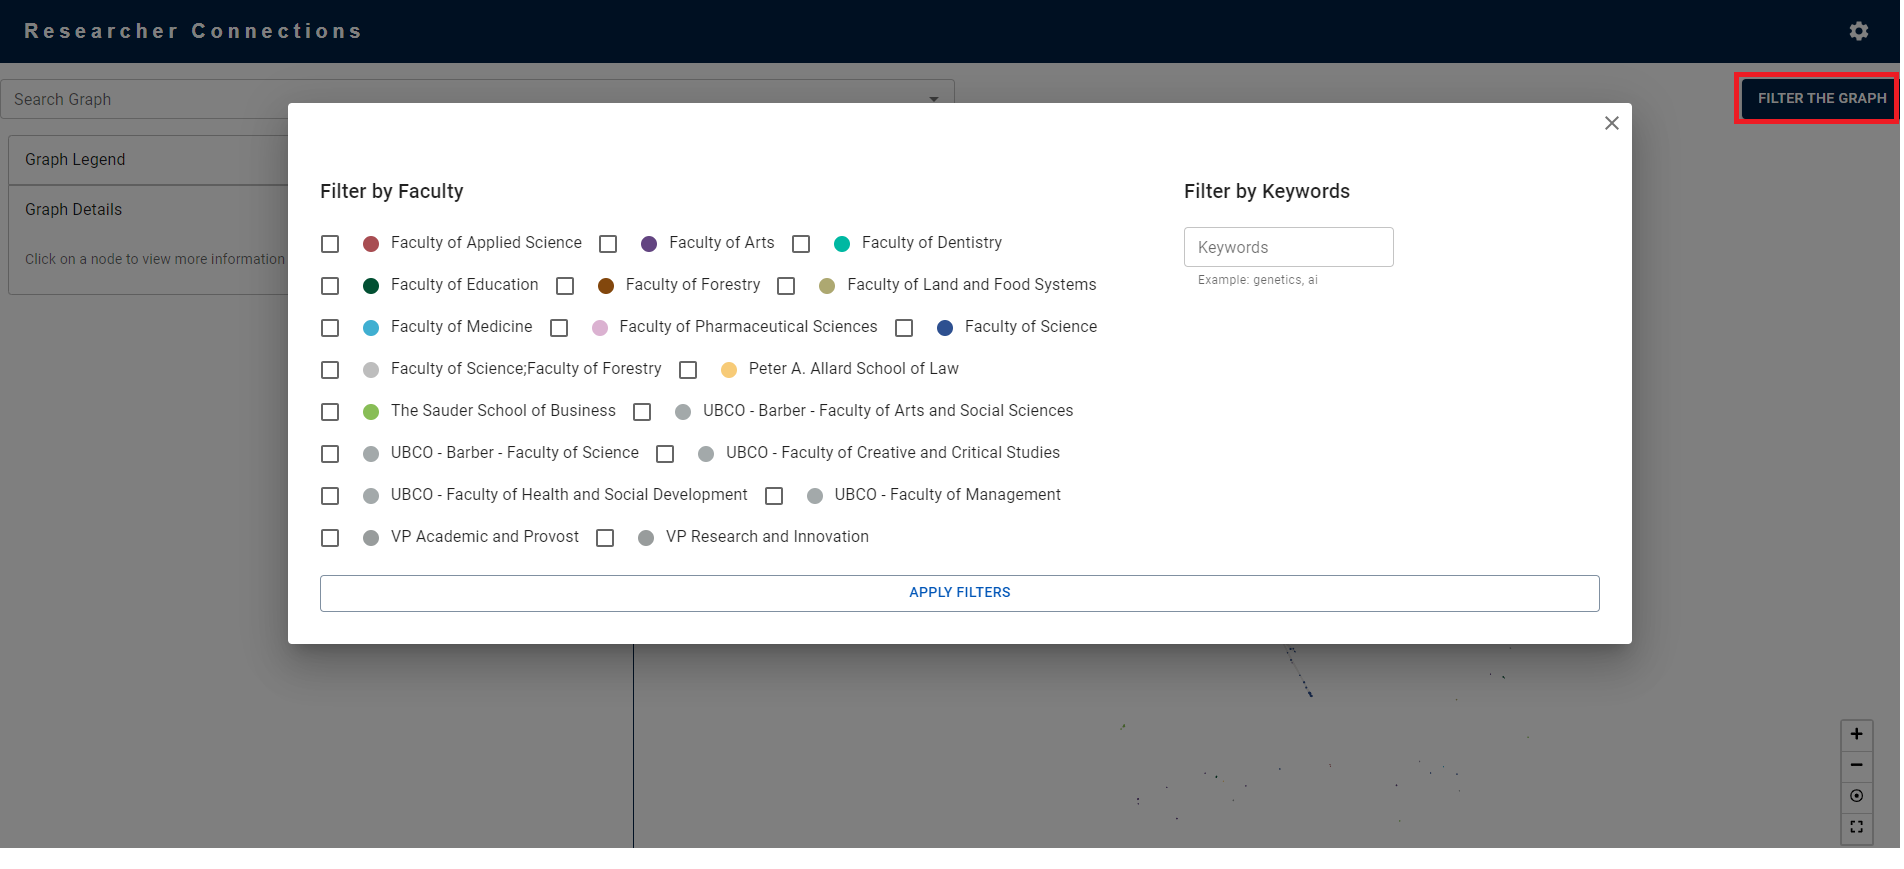 Researcher Connections
Search Graph
FILTER THE GRAPH
Graph Legend
Graph Details
Click on a node to view more information
Filter by Faculty
Faculty of Applied Science Faculty of Arts Faculty of Dentistry
Faculty of Education Faculty of Forestry Faculty of Land and Food Systems
Faculty of Medicine Faculty of Pharmaceutical Sciences Faculty of Science
Faculty of Science;Faculty of Forestry Peter A. Allard School of Law
The Sauder School of Business UBCO - Barber - Faculty of Arts and Social Sciences
UBCO - Barber - Faculty of Science UBCO - Faculty of Creative and Critical Studies
UBCO - Faculty of Health and Social Development UBCO - Faculty of Management
VP Academic and Provost VP Research and Innovation
Filter by Keywords
Keywords
Example: genetics, ai
APPLY FILTERS